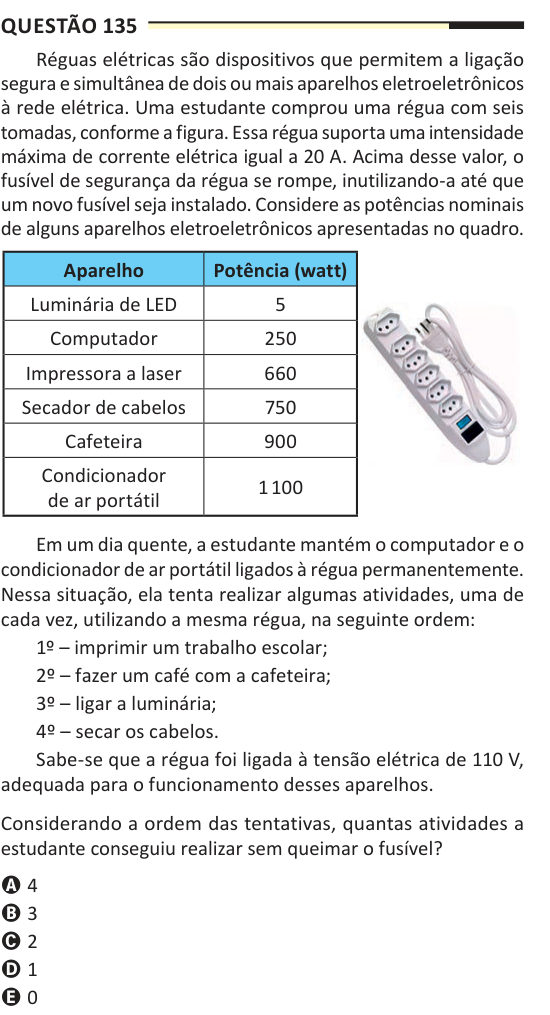 QUESTÃO 135
Réguas elétricas são dispositivos que permitem a ligação
segura e simultânea de dois ou mais aparelhos eletroeletrônicos
à rede elétrica. Uma estudante comprou uma régua com seis
tomadas, conforme a figura. Essa régua suporta uma intensidade
máxima de corrente elétrica igual a 20 A. Acima desse valor, o
fusível de segurança da régua se rompe, inutilizando-a até que
um novo fusível seja instalado. Considere as potências nominais
de alguns aparelhos eletroeletrônicos apresentadas no quadro.
Aparelho Potência (watt)
Luminária de LED 5
Computador 250
Impressora a laser 660
Secador de cabelos 750
Cafeteira 900
Condicionador
de ar portátil 1 100
Em um dia quente, a estudante mantém o computador e o
condicionador de ar portátil ligados à régua permanentemente.
Nessa situação, ela tenta realizar algumas atividades, uma de
cada vez, utilizando a mesma régua, na seguinte ordem:
1º – imprimir um trabalho escolar;
2º – fazer um café com a cafeteira;
3º – ligar a luminária;
4º – secar os cabelos.
Sabe-se que a régua foi ligada à tensão elétrica de 110 V,
adequada para o funcionamento desses aparelhos.
Considerando a ordem das tentativas, quantas atividades a
estudante conseguiu realizar sem queimar o fusível?
A 4
B 3
C 2
D 1
E 0